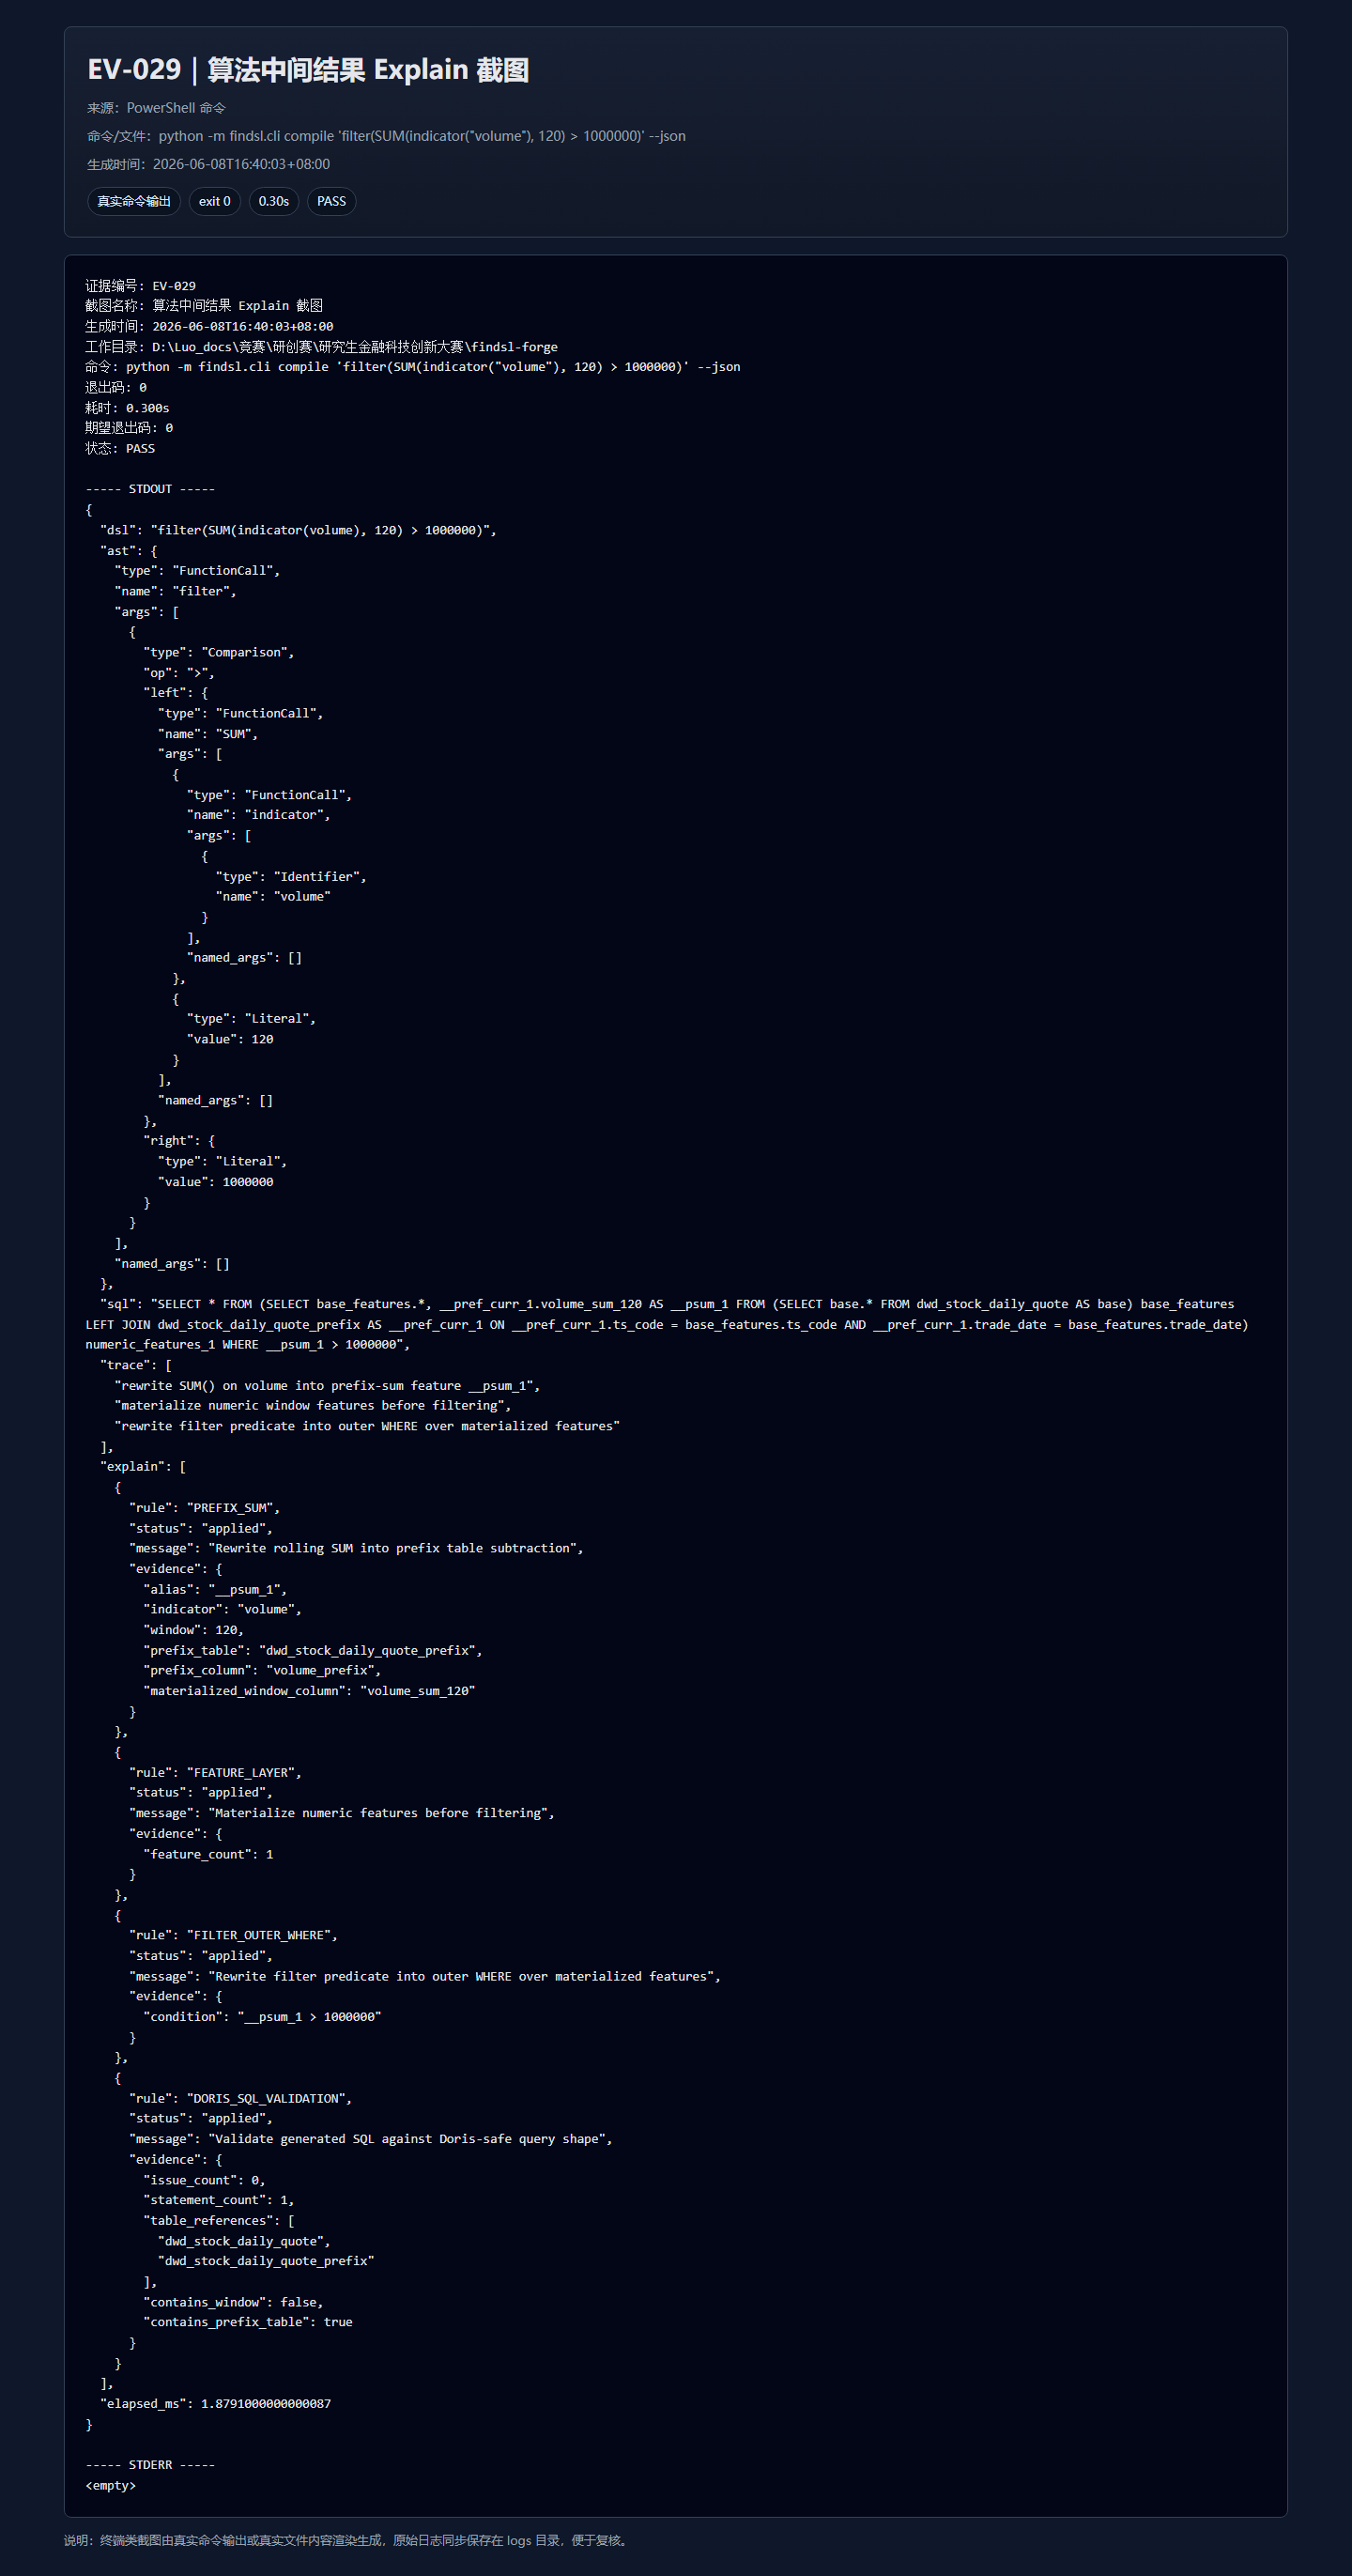 EV-029｜算法中间结果 Explain 截图
来源：PowerShell 命令
命令/文件：python -m findsl.cli compile 'filter(SUM(indicator("volume"), 120) > 1000000)' --json
生成时间：2026-06-08T16:40:03+08:00
真实命令输出 exit 0 0.30s PASS
证据编号: EV-029
截图名称: 算法中间结果 Explain 截图
生成时间: 2026-06-08T16:40:03+08:00
工作目录: D:\Luo_docs\竞赛\研创赛\研究生金融科技创新大赛\findsl-forge
命令: python -m findsl.cli compile 'filter(SUM(indicator("volume"), 120) > 1000000)' --json
退出码: 0
耗时: 0.300s
期望退出码: 0
状态: PASS
----- STDOUT -----
{
  "dsl": "filter(SUM(indicator(volume), 120) > 1000000)",
  "ast": {
    "type": "FunctionCall",
    "name": "filter",
    "args": [
      {
        "type": "Comparison",
        "op": ">",
        "left": {
          "type": "FunctionCall",
          "name": "SUM",
          "args": [
            {
              "type": "FunctionCall",
              "name": "indicator",
              "args": [
                {
                  "type": "Identifier",
                  "name": "volume"
                }
              ],
              "named_args": []
            },
            {
              "type": "Literal",
              "value": 120
            }
          ],
          "named_args": []
        },
        "right": {
          "type": "Literal",
          "value": 1000000
        }
      }
    ],
    "named_args": []
  },
  "sql": "SELECT * FROM (SELECT base_features.*, __pref_curr_1.volume_sum_120 AS __psum_1 FROM (SELECT base.* FROM dwd_stock_daily_quote AS base) base_features
LEFT JOIN dwd_stock_daily_quote_prefix AS __pref_curr_1 ON __pref_curr_1.ts_code = base_features.ts_code AND __pref_curr_1.trade_date = base_features.trade_date)
numeric_features_1 WHERE __psum_1 > 1000000",
  "trace": [
    "rewrite SUM() on volume into prefix-sum feature __psum_1",
    "materialize numeric window features before filtering",
    "rewrite filter predicate into outer WHERE over materialized features"
  ],
  "explain": [
    {
      "rule": "PREFIX_SUM",
      "status": "applied",
      "message": "Rewrite rolling SUM into prefix table subtraction",
      "evidence": {
        "alias": "__psum_1",
        "indicator": "volume",
        "window": 120,
        "prefix_table": "dwd_stock_daily_quote_prefix",
        "prefix_column": "volume_prefix",
        "materialized_window_column": "volume_sum_120"
      }
    },
    {
      "rule": "FEATURE_LAYER",
      "status": "applied",
      "message": "Materialize numeric features before filtering",
      "evidence": {
        "feature_count": 1
      }
    },
    {
      "rule": "FILTER_OUTER_WHERE",
      "status": "applied",
      "message": "Rewrite filter predicate into outer WHERE over materialized features",
      "evidence": {
        "condition": "__psum_1 > 1000000"
      }
    },
    {
      "rule": "DORIS_SQL_VALIDATION",
      "status": "applied",
      "message": "Validate generated SQL against Doris-safe query shape",
      "evidence": {
        "issue_count": 0,
        "statement_count": 1,
        "table_references": [
          "dwd_stock_daily_quote",
          "dwd_stock_daily_quote_prefix"
        ],
        "contains_window": false,
        "contains_prefix_table": true
      }
    }
  ],
  "elapsed_ms": 1.8791000000000087
}
----- STDERR -----
<empty>
说明：终端类截图由真实命令输出或真实文件内容渲染生成，原始日志同步保存在 logs 目录，便于复核。